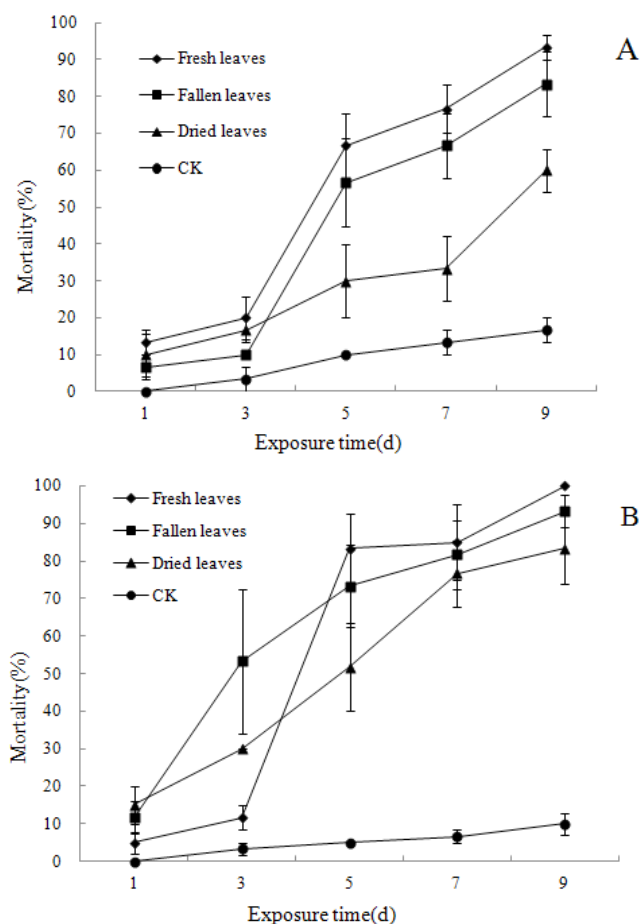 A
100
90
80
70
60
50
40
30
20
10
0
Mortality(%)
Fresh leaves
Fallen leaves
Dried leaves
CK
1 3 5 7 9
Exposure time(d)
B
100
90
80
70
60
50
40
30
20
10
0
Mortality(%)
Fresh leaves
Fallen leaves
Dried leaves
CK
1 3 5 7 9
Exposure time(d)